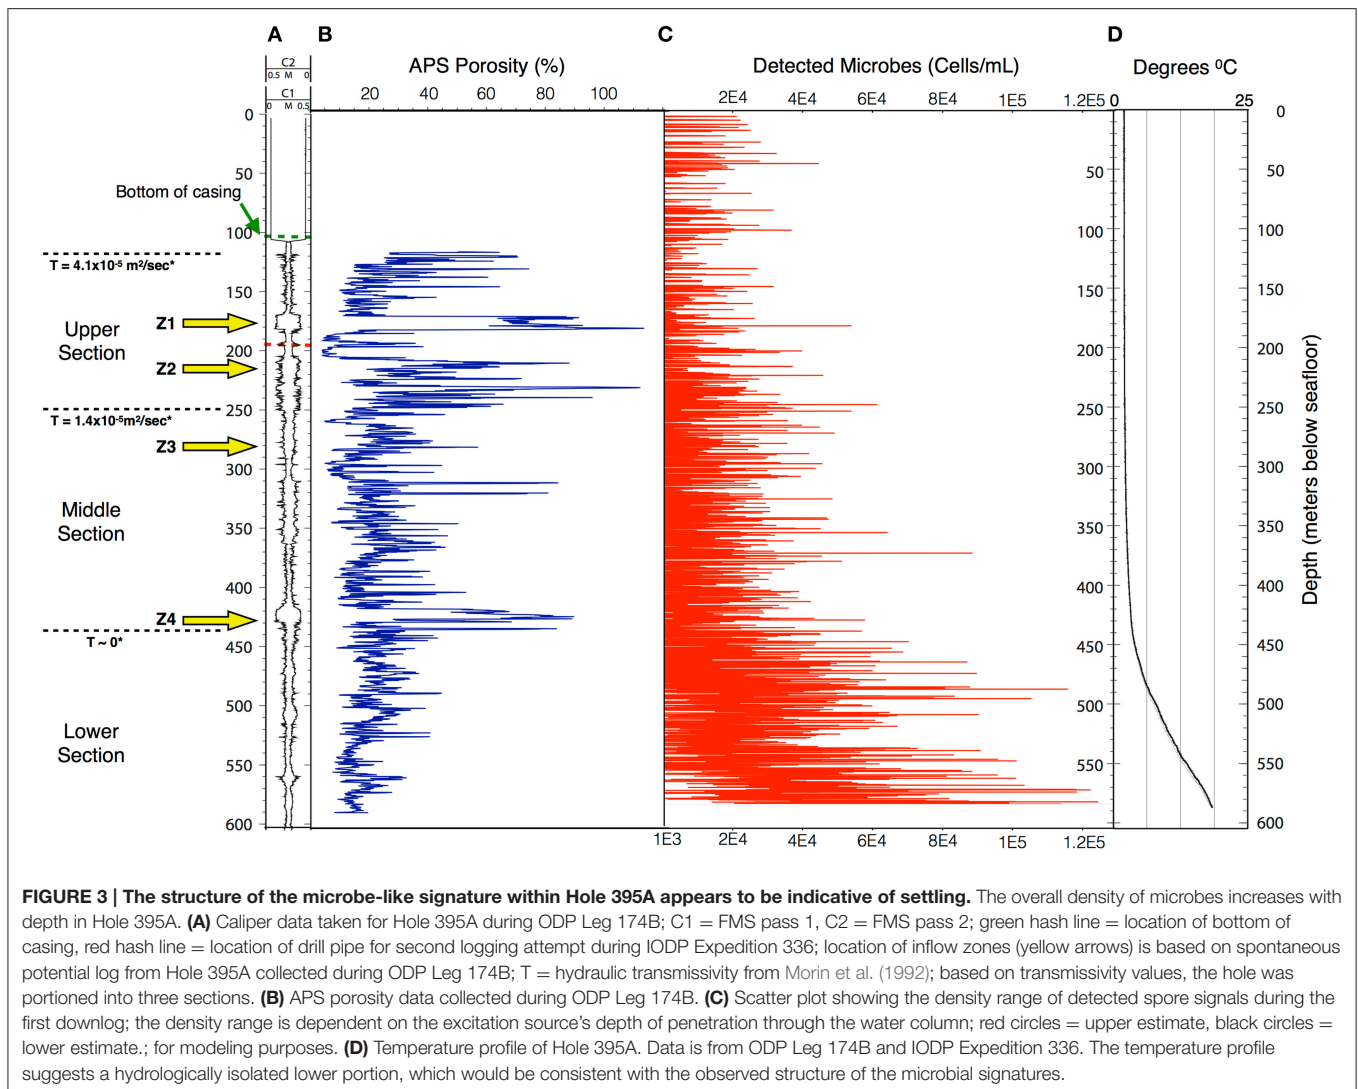 A
B
C
D
C2
0.5 M 0
C1
0 M 0.5
APS Porosity (%)
20 40 60 80 100
Detected Microbes (Cells/mL)
2E4 4E4 6E4 8E4 1E5 1.2E5
Degrees ⁰C
0 25
0
50
100
150
200
250
300
350
400
450
500
550
600
Bottom of casing
T = 4.1x10⁻⁵ m²/sec*
Z1
Upper
Section
Z2
T = 1.4x10⁻⁵m²/sec*
Z3
Middle
Section
Z4
T ~ 0*
Lower
Section
50
100
150
200
250
300
350
400
450
500
550
0
50
100
150
200
250
300
350
400
450
500
550
600
Depth (meters below seafloor)
1E3 2E4 4E4 6E4 8E4 1E5 1.2E5
FIGURE 3 | The structure of the microbe-like signature within Hole 395A appears to be indicative of settling. The overall density of microbes increases with
depth in Hole 395A. (A) Caliper data taken for Hole 395A during ODP Leg 174B; C1 = FMS pass 1, C2 = FMS pass 2; green hash line = location of bottom of
casing, red hash line = location of drill pipe for second logging attempt during IODP Expedition 336; location of inflow zones (yellow arrows) is based on spontaneous
potential log from Hole 395A collected during ODP Leg 174B; T = hydraulic transmissivity from Morin et al. (1992); based on transmissivity values, the hole was
portioned into three sections. (B) APS porosity data collected during ODP Leg 174B. (C) Scatter plot showing the density range of detected spore signals during the
first downlog; the density range is dependent on the excitation source's depth of penetration through the water column; red circles = upper estimate, black circles =
lower estimate.; for modeling purposes. (D) Temperature profile of Hole 395A. Data is from ODP Leg 174B and IODP Expedition 336. The temperature profile
suggests a hydrologically isolated lower portion, which would be consistent with the observed structure of the microbial signatures.